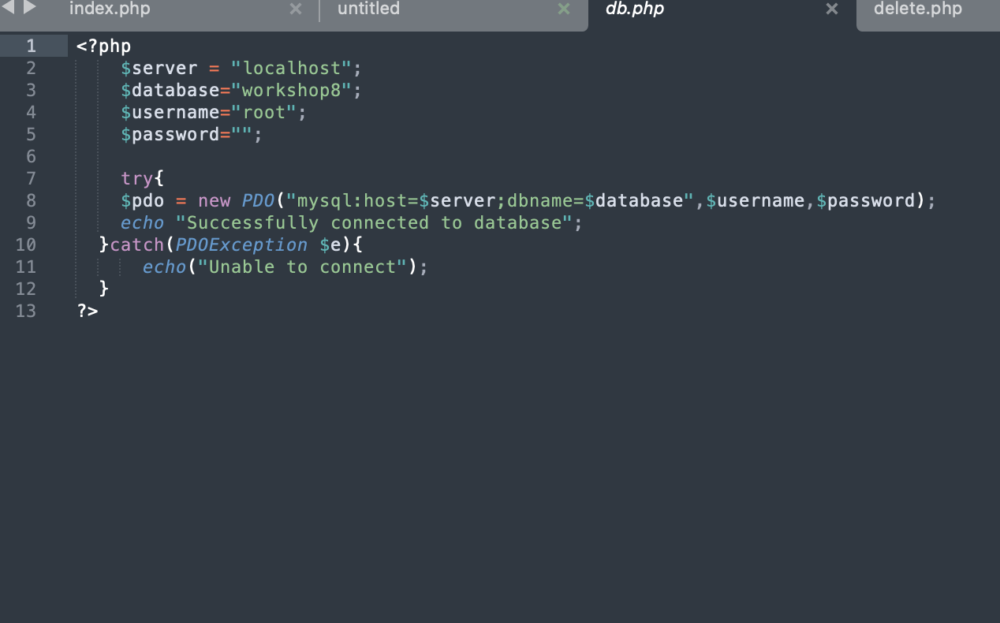 index.php × untitled × db.php × delete.php
1 <?php
2 $server = "localhost";
3 $database="workshop8";
4 $username="root";
5 $password="";
6
7 try{
8 $pdo = new PDO("mysql:host=$server;dbname=$database",$username,$password);
9 echo "Successfully connected to database";
10 }catch(PDOException $e){
11 echo("Unable to connect");
12 }
13 ?>